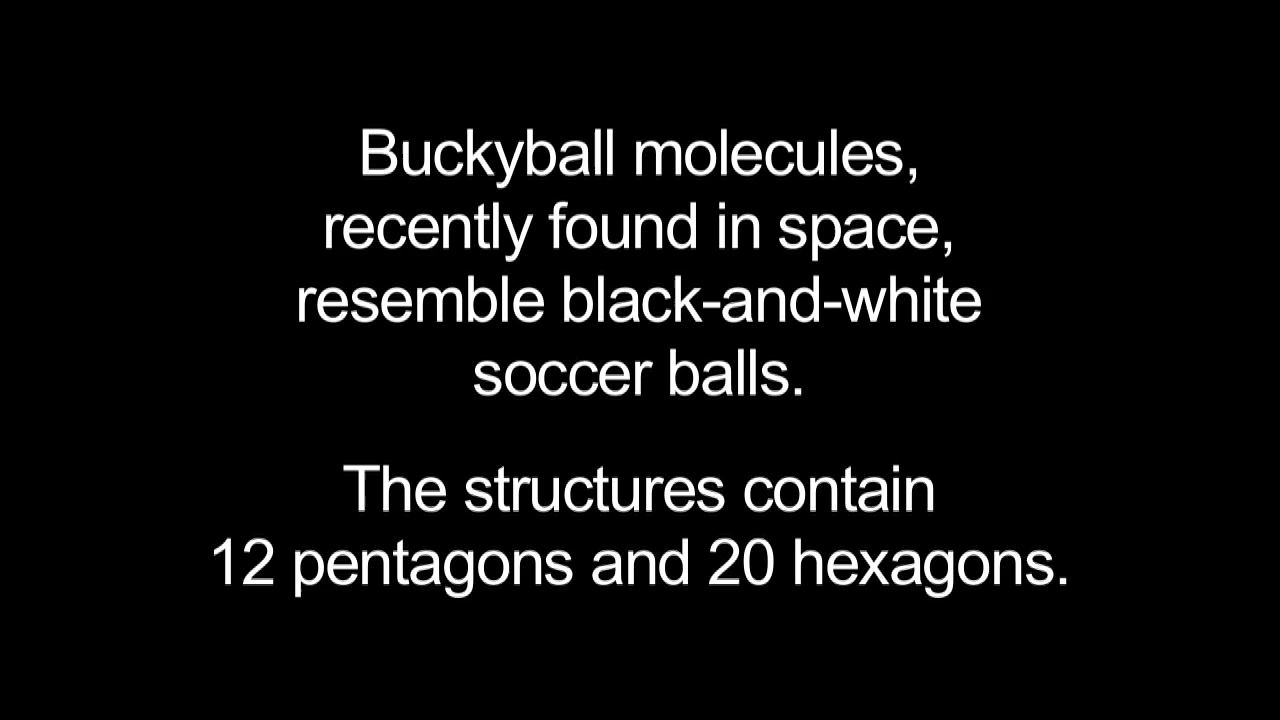 Buckyball molecules,
recently found in space,
resemble black-and-white
soccer balls.
The structures contain
12 pentagons and 20 hexagons.